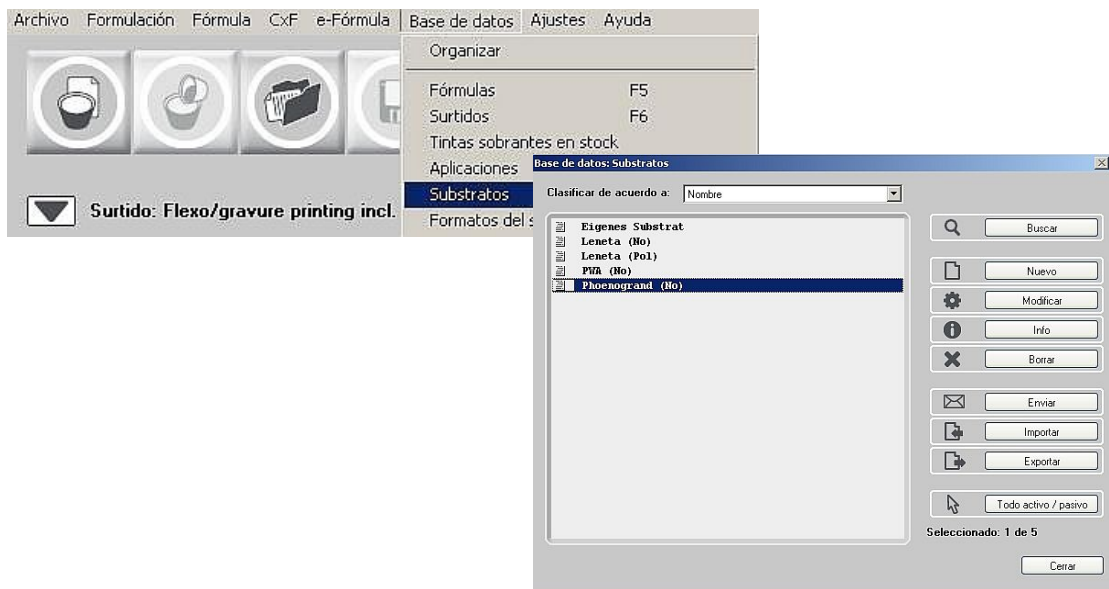 Archivo Formulación Fórmula CxF e-Fórmula Base de datos Ajustes Ayuda
Organizar
Fórmulas F5
Surtidos F6
Tintas sobrantes en stock
Aplicaciones
Substratos
Formatos del
Surtido: Flexo/gravure printing incl.
Base de datos: Substratos
Clasificar de acuerdo a: Nombre
Eigenes Substrat
Leneta (No)
Leneta (Pol)
PWA (No)
Phoenogrand (No)
Buscar
Nuevo
Modificar
Info
Borrar
Enviar
Importar
Exportar
Todo activo / pasivo
Seleccionado: 1 de 5
Cerrar